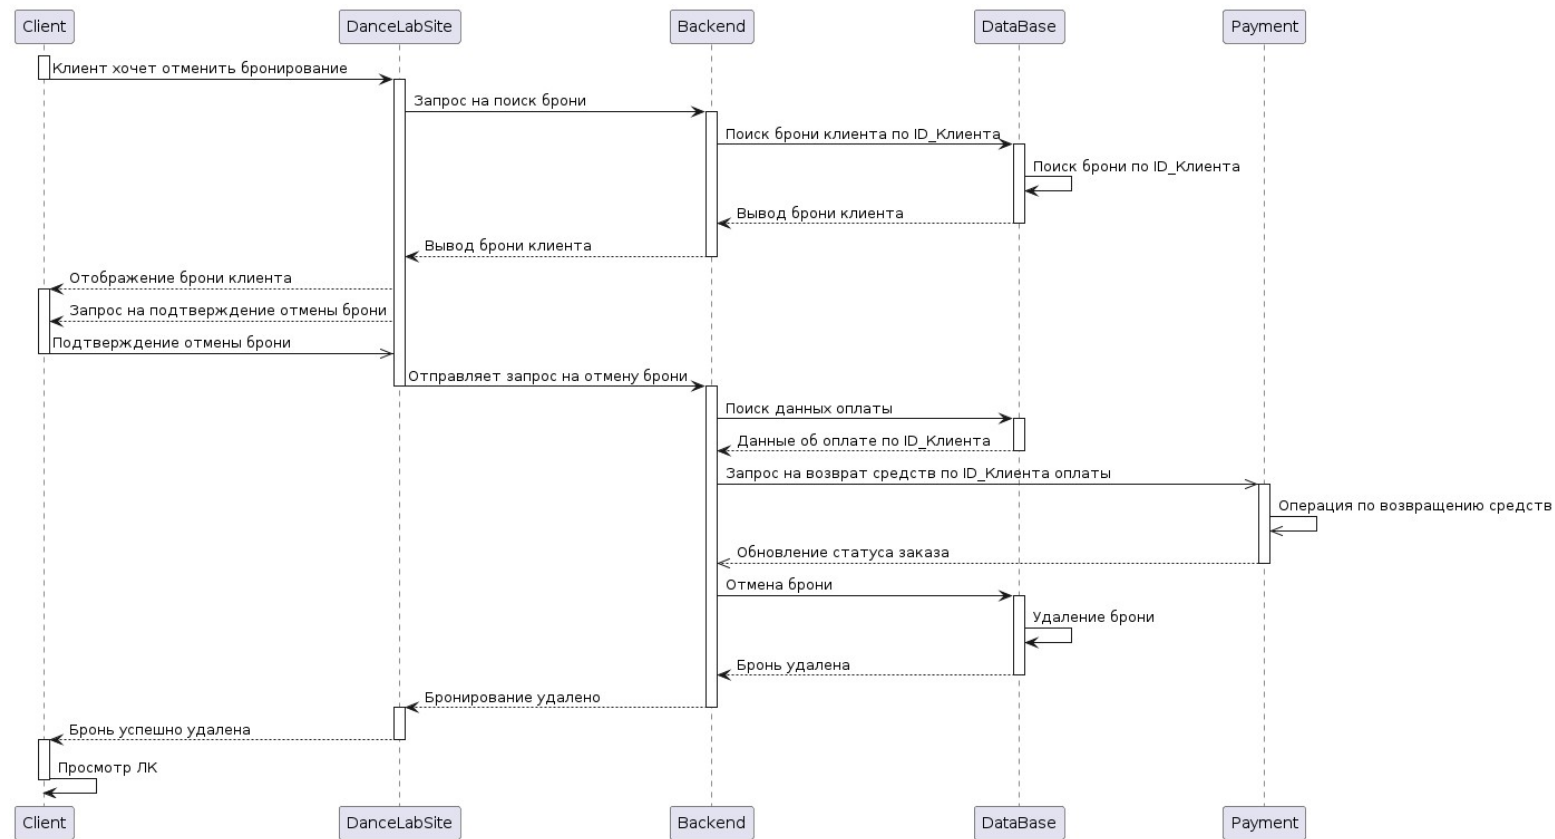 Client DanceLabSite Backend DataBase Payment
Клиент хочет отменить бронирование
Запрос на поиск брони
Поиск брони клиента по ID_Клиента
Поиск брони по ID_Клиента
Вывод брони клиента
Вывод брони клиента
Отображение брони клиента
Запрос на подтверждение отмены брони
Подтверждение отмены брони
Отправляет запрос на отмену брони
Поиск данных оплаты
Данные об оплате по ID_Клиента
Запрос на возврат средств по ID_Клиента оплаты
Операция по возвращению средств
Обновление статуса заказа
Отмена брони
Удаление брони
Бронь удалена
Бронирование удалено
Бронь успешно удалена
Просмотр ЛК
Client DanceLabSite Backend DataBase Payment